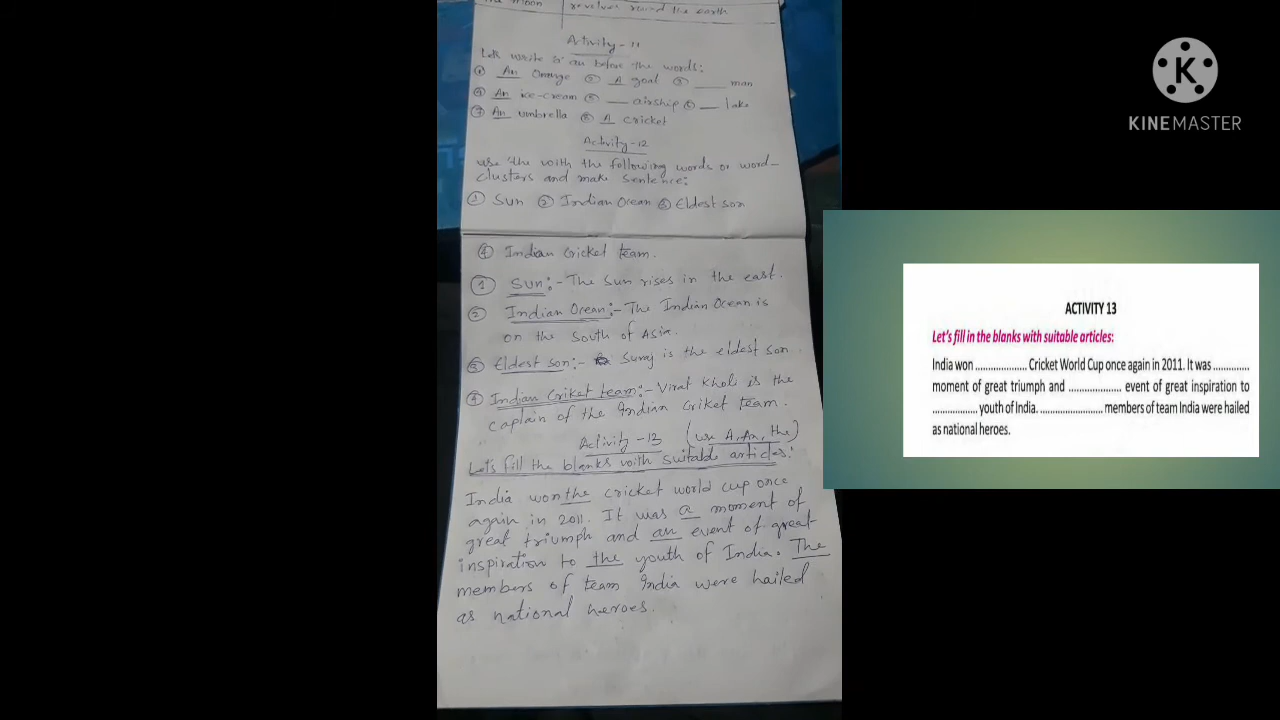 The Moon revolves round the earth
Activity-11
Let's write a/an before the words:
① An Orange ② A goal ③ ___ man
④ An ice-cream ⑤ ___ airship ⑥ ___ lake
⑦ An umbrella ⑧ A cricket
Activity-12
use 'the with the following words or word-
clusters and make sentence:
① Sun ② Indian Ocean ③ Eldest son
④ Indian cricket team.
① Sun:- The Sun rises in the east.
② Indian Ocean:- The Indian Ocean is
on the South of Asia.
③ Eldest son:- Suraj is the eldest son.
④ Indian Criket team:- Virat Kholi is the
captain of the Indian Criket team.
Activity-13 (use A, An, the)
Let's fill the blanks with suitable articles:
India won the cricket world cup once
again in 2011. It was a moment of
great triumph and an event of great
inspiration to the youth of India. The
members of team India were hailed
as national heroes.
K
KINEMASTER
ACTIVITY 13
Let's fill in the blanks with suitable articles:
India won ................... Cricket World Cup once again in 2011. It was .............
moment of great triumph and ................... event of great inspiration to
................. youth of India. ....................... members of team India were hailed
as national heroes.